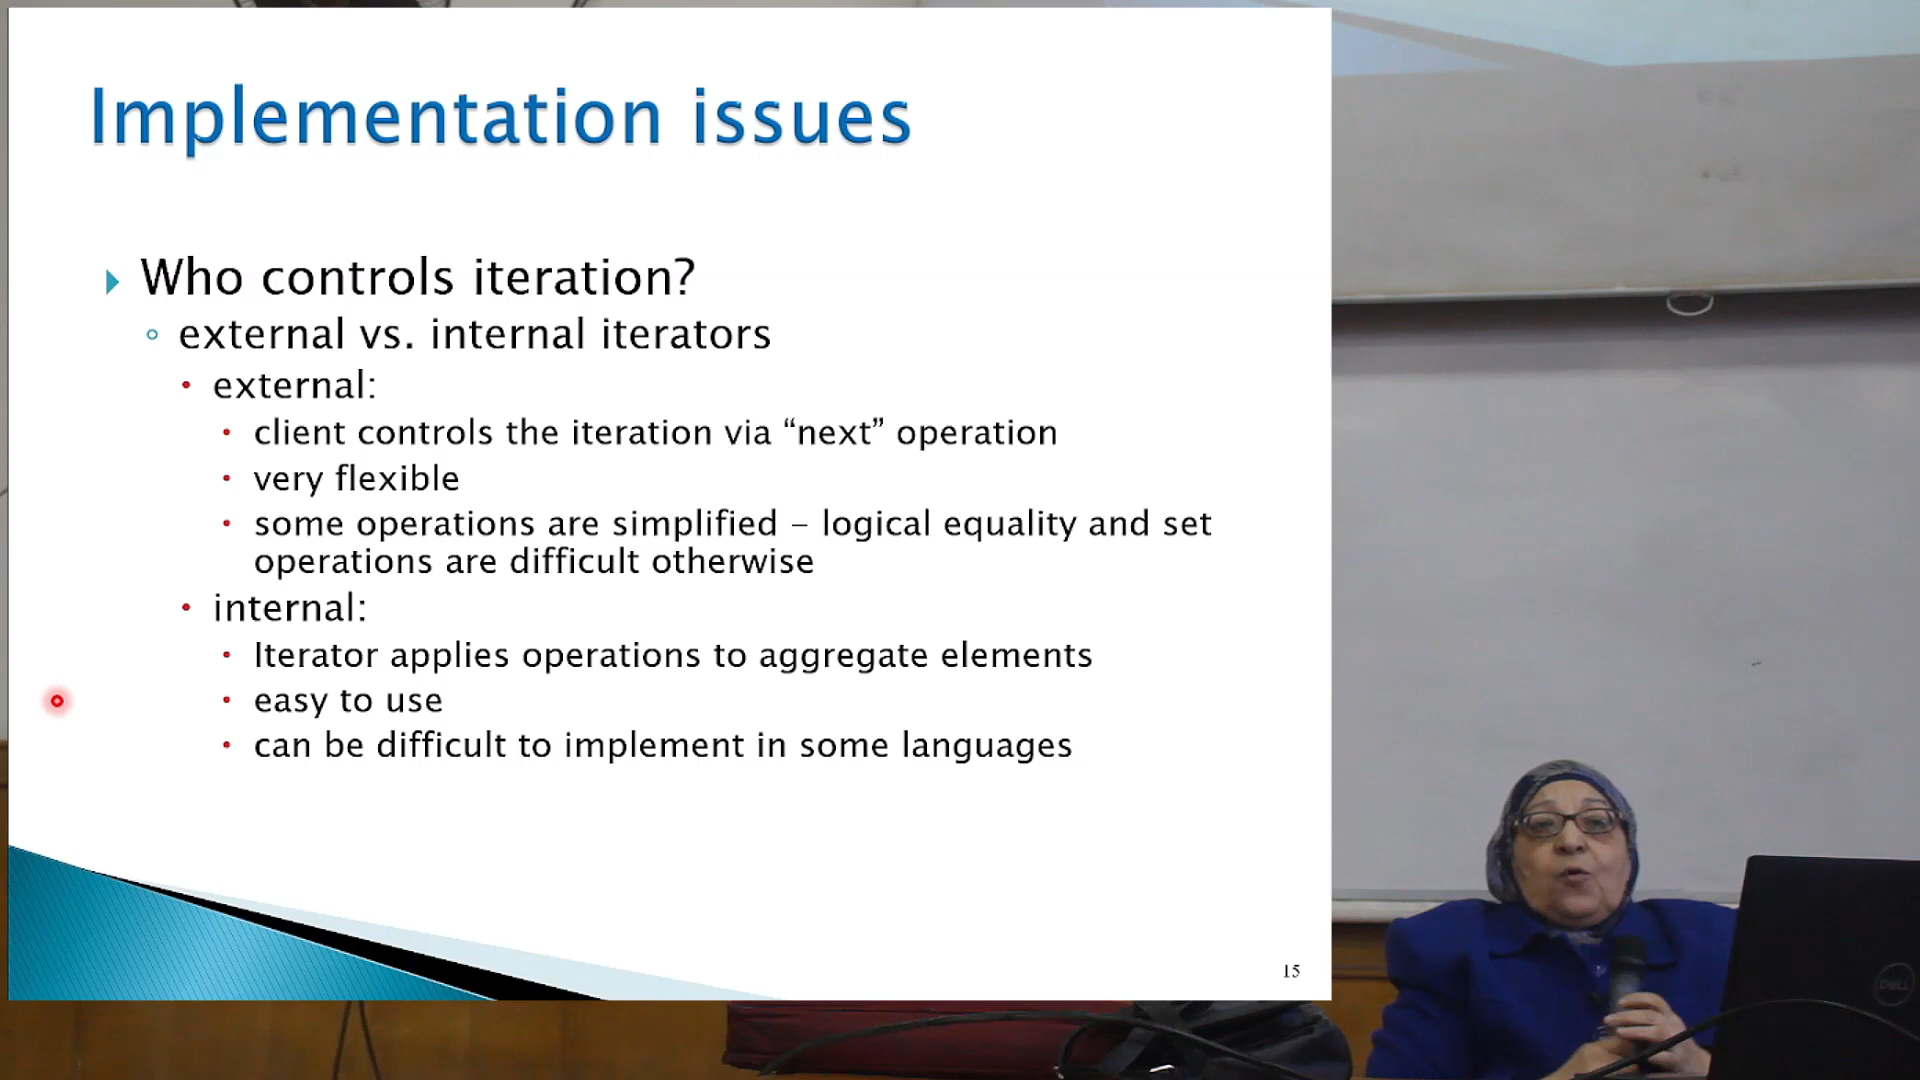 Implementation issues
Who controls iteration?
external vs. internal iterators
external:
client controls the iteration via “next” operation
very flexible
some operations are simplified – logical equality and set
operations are difficult otherwise
internal:
Iterator applies operations to aggregate elements
easy to use
can be difficult to implement in some languages
15
DELL